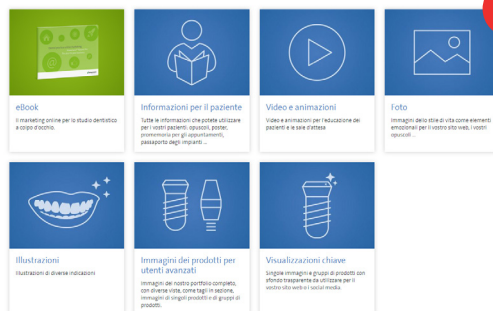 eBook
Il marketing online per lo studio dentistico
a colpo d'occhio.
Informazioni per il paziente
Tutte le informazioni che potete utilizzare
per i vostri pazienti: opuscoli, poster,
promemoria per gli appuntamenti,
passaporto degli impianti ...
Video e animazioni
Video e animazioni per l'educazione dei
pazienti e le sale d'attesa
Foto
Immagini dello stile di vita come elementi
emozionali per il vostro sito web, i vostri
opuscoli ...
Illustrazioni
Illustrazioni di diverse indicazioni
Immagini dei prodotti per
utenti avanzati
Immagini del nostro portfolio completo,
con diverse viste, come tagli in sezione,
immagini di singoli prodotti e di gruppi di
prodotti.
Visualizzazioni chiave
Singole immagini e gruppi di prodotti con
sfondo trasparente da utilizzare per il
vostro sito web o i social media